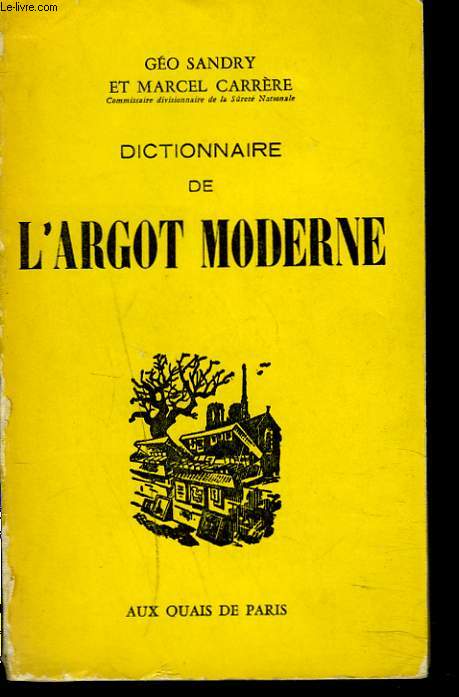 Le-livre.com
GÉO SANDRY
ET MARCEL CARRÈRE
Commissaire divisionnaire de la Sûreté Nationale
DICTIONNAIRE
DE
L'ARGOT MODERNE
AUX QUAIS DE PARIS